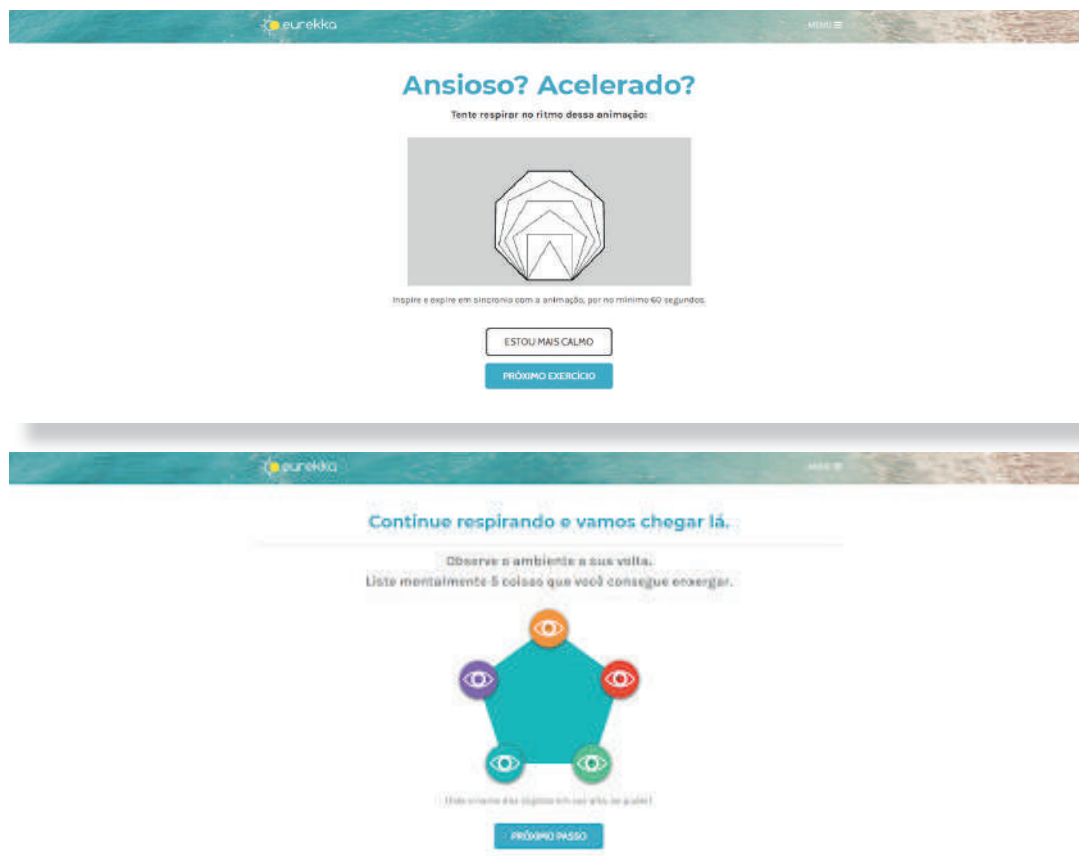 eurekka
MENU
Ansioso? Acelerado?
Tente respirar no ritmo dessa animação:
Inspire e expire em sincronia com a animação, por no mínimo 60 segundos.
ESTOU MAIS CALMO
PRÓXIMO EXERCÍCIO
eurekka
MENU
Continue respirando e vamos chegar lá.
Observe o ambiente a sua volta.
Liste mentalmente 5 coisas que você consegue enxergar.
PRÓXIMO PASSO